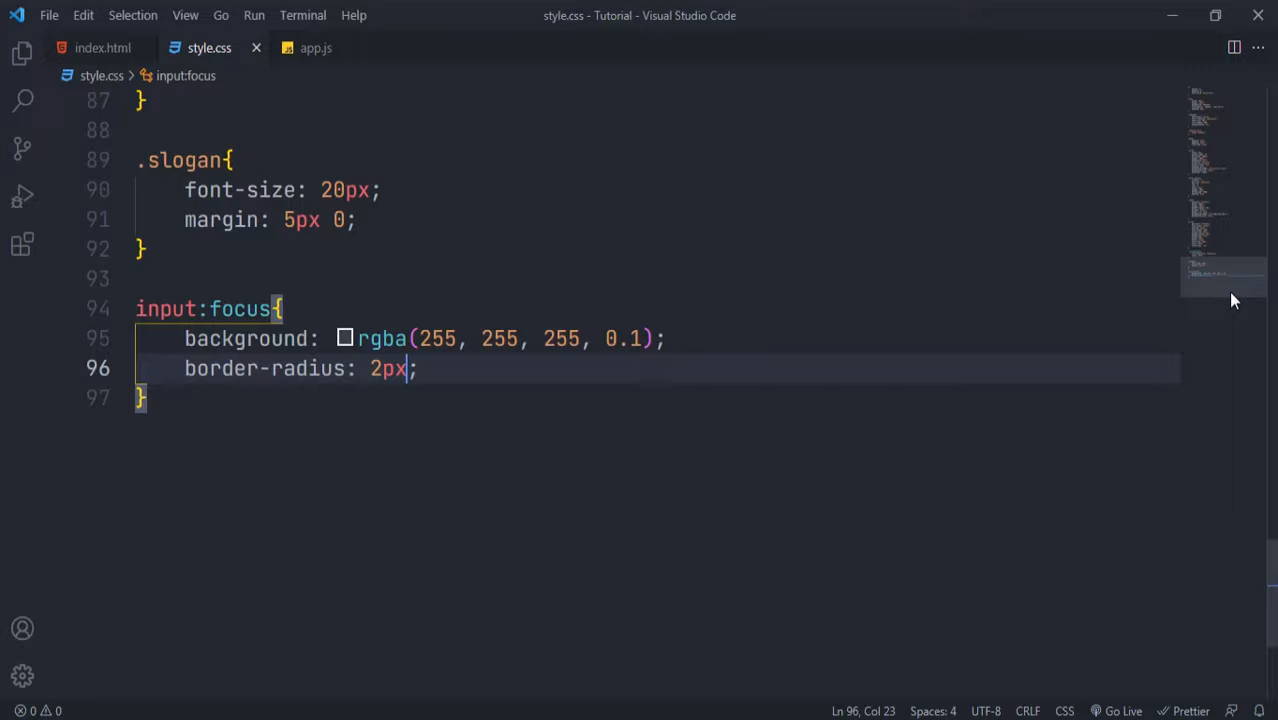 File Edit Selection View Go Run Terminal Help style.css - Tutorial - Visual Studio Code
index.html style.css JS app.js
style.css > input:focus
87 }
88
89 .slogan{
90 font-size: 20px;
91 margin: 5px 0;
92 }
93
94 input:focus{
95 background: rgba(255, 255, 255, 0.1);
96 border-radius: 2px;
97 }
0 0 Ln 96, Col 23 Spaces: 4 UTF-8 CRLF CSS Go Live Prettier